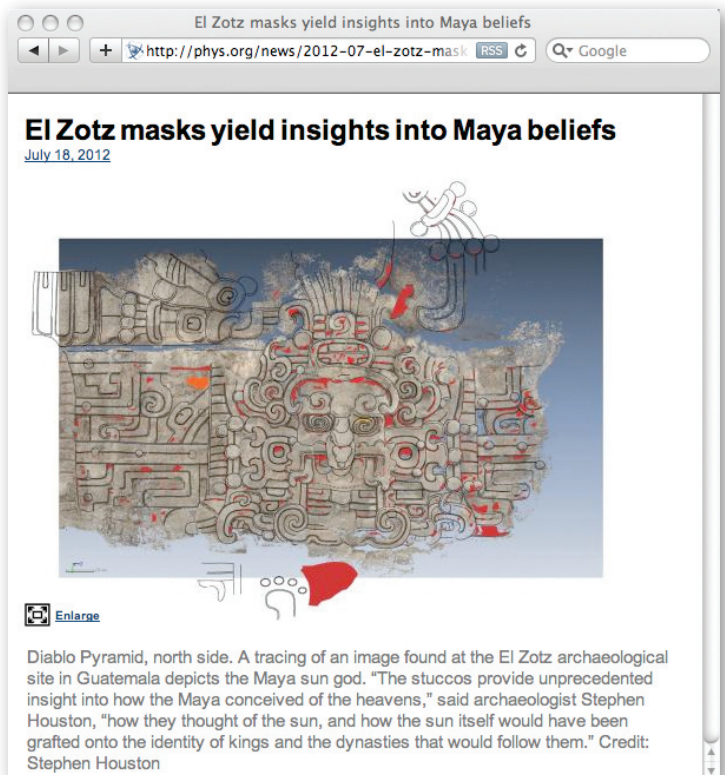 El Zotz masks yield insights into Maya beliefs
http://phys.org/news/2012-07-el-zotz-mask
RSS
Google
El Zotz masks yield insights into Maya beliefs
July 18, 2012
Enlarge
Diablo Pyramid, north side. A tracing of an image found at the El Zotz archaeological
site in Guatemala depicts the Maya sun god. “The stuccos provide unprecedented
insight into how the Maya conceived of the heavens,” said archaeologist Stephen
Houston, “how they thought of the sun, and how the sun itself would have been
grafted onto the identity of kings and the dynasties that would follow them.” Credit:
Stephen Houston